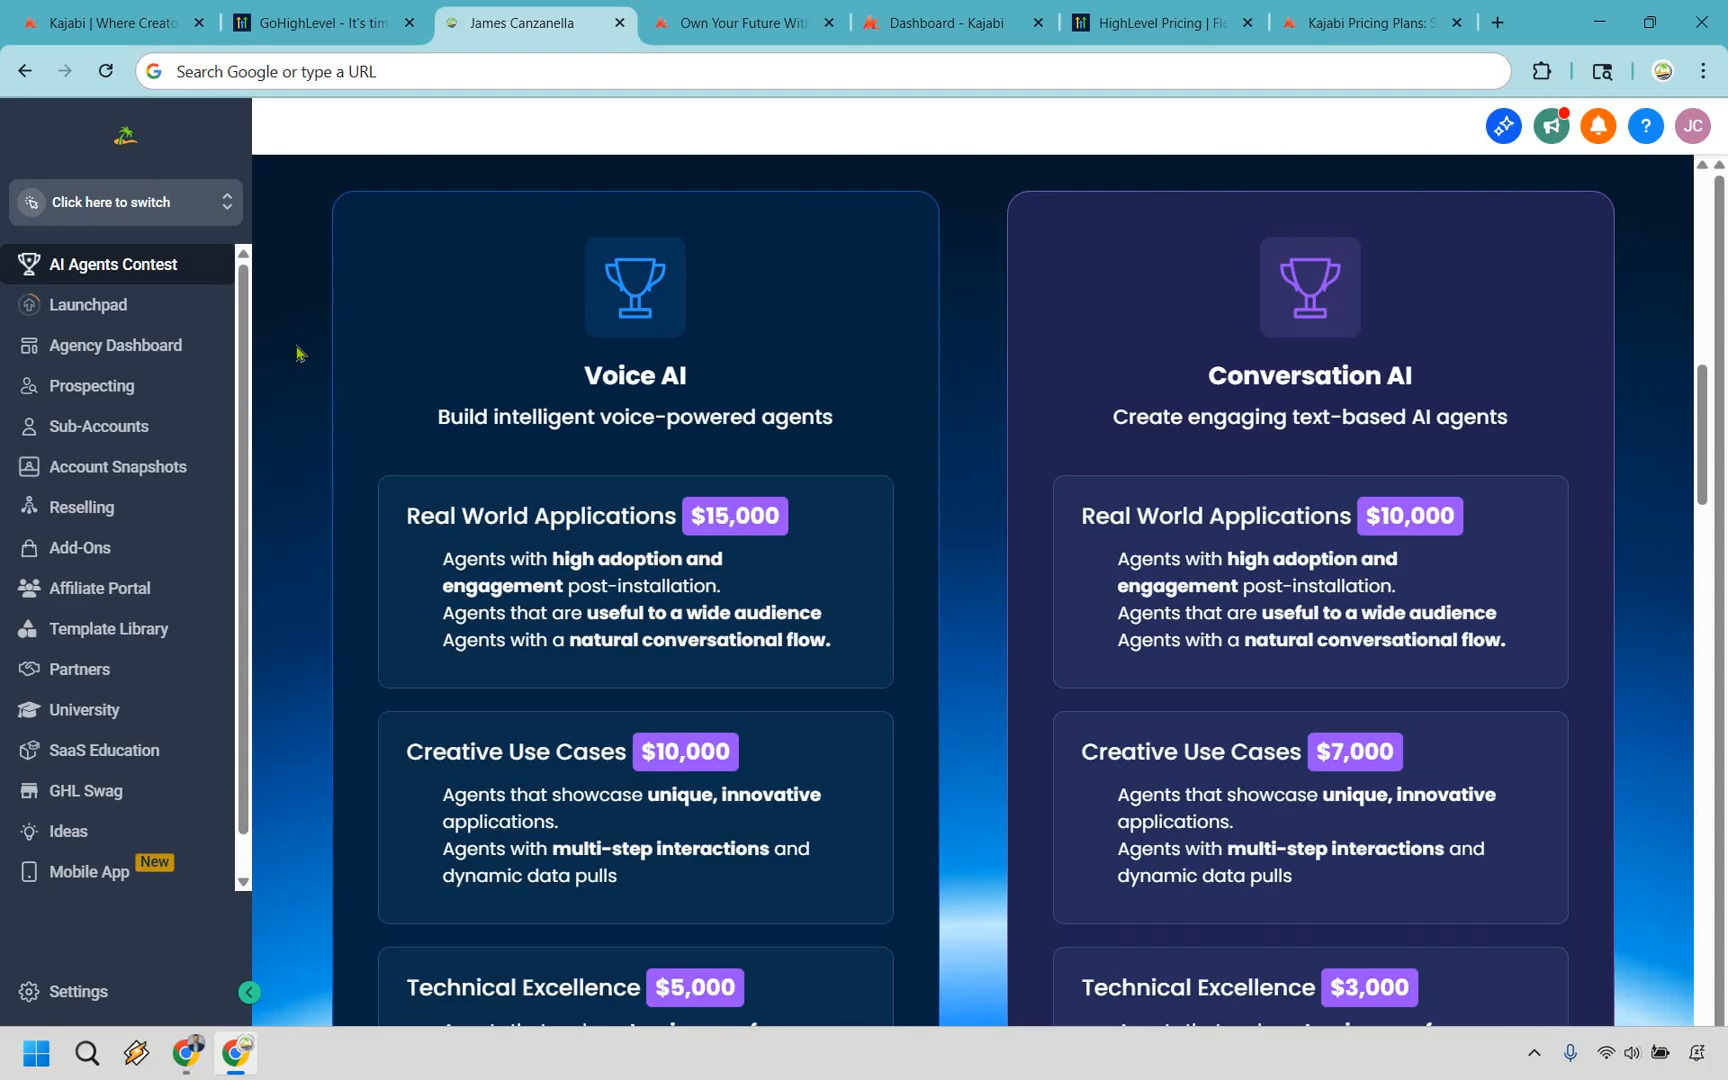 Kajabi | Where Creato
GoHighLevel - It's tim
James Canzanella
Own Your Future Wit
Dashboard - Kajabi
HighLevel Pricing | Fle
Kajabi Pricing Plans: S
Search Google or type a URL
JC
Click here to switch
AI Agents Contest
Launchpad
Agency Dashboard
Prospecting
Sub-Accounts
Account Snapshots
Reselling
Add-Ons
Affiliate Portal
Template Library
Partners
University
SaaS Education
GHL Swag
Ideas
Mobile App New
Settings
Voice AI
Build intelligent voice-powered agents
Real World Applications $15,000
Agents with high adoption and
engagement post-installation.
Agents that are useful to a wide audience
Agents with a natural conversational flow.
Creative Use Cases $10,000
Agents that showcase unique, innovative
applications.
Agents with multi-step interactions and
dynamic data pulls
Technical Excellence $5,000
Conversation AI
Create engaging text-based AI agents
Real World Applications $10,000
Agents with high adoption and
engagement post-installation.
Agents that are useful to a wide audience
Agents with a natural conversational flow.
Creative Use Cases $7,000
Agents that showcase unique, innovative
applications.
Agents with multi-step interactions and
dynamic data pulls
Technical Excellence $3,000